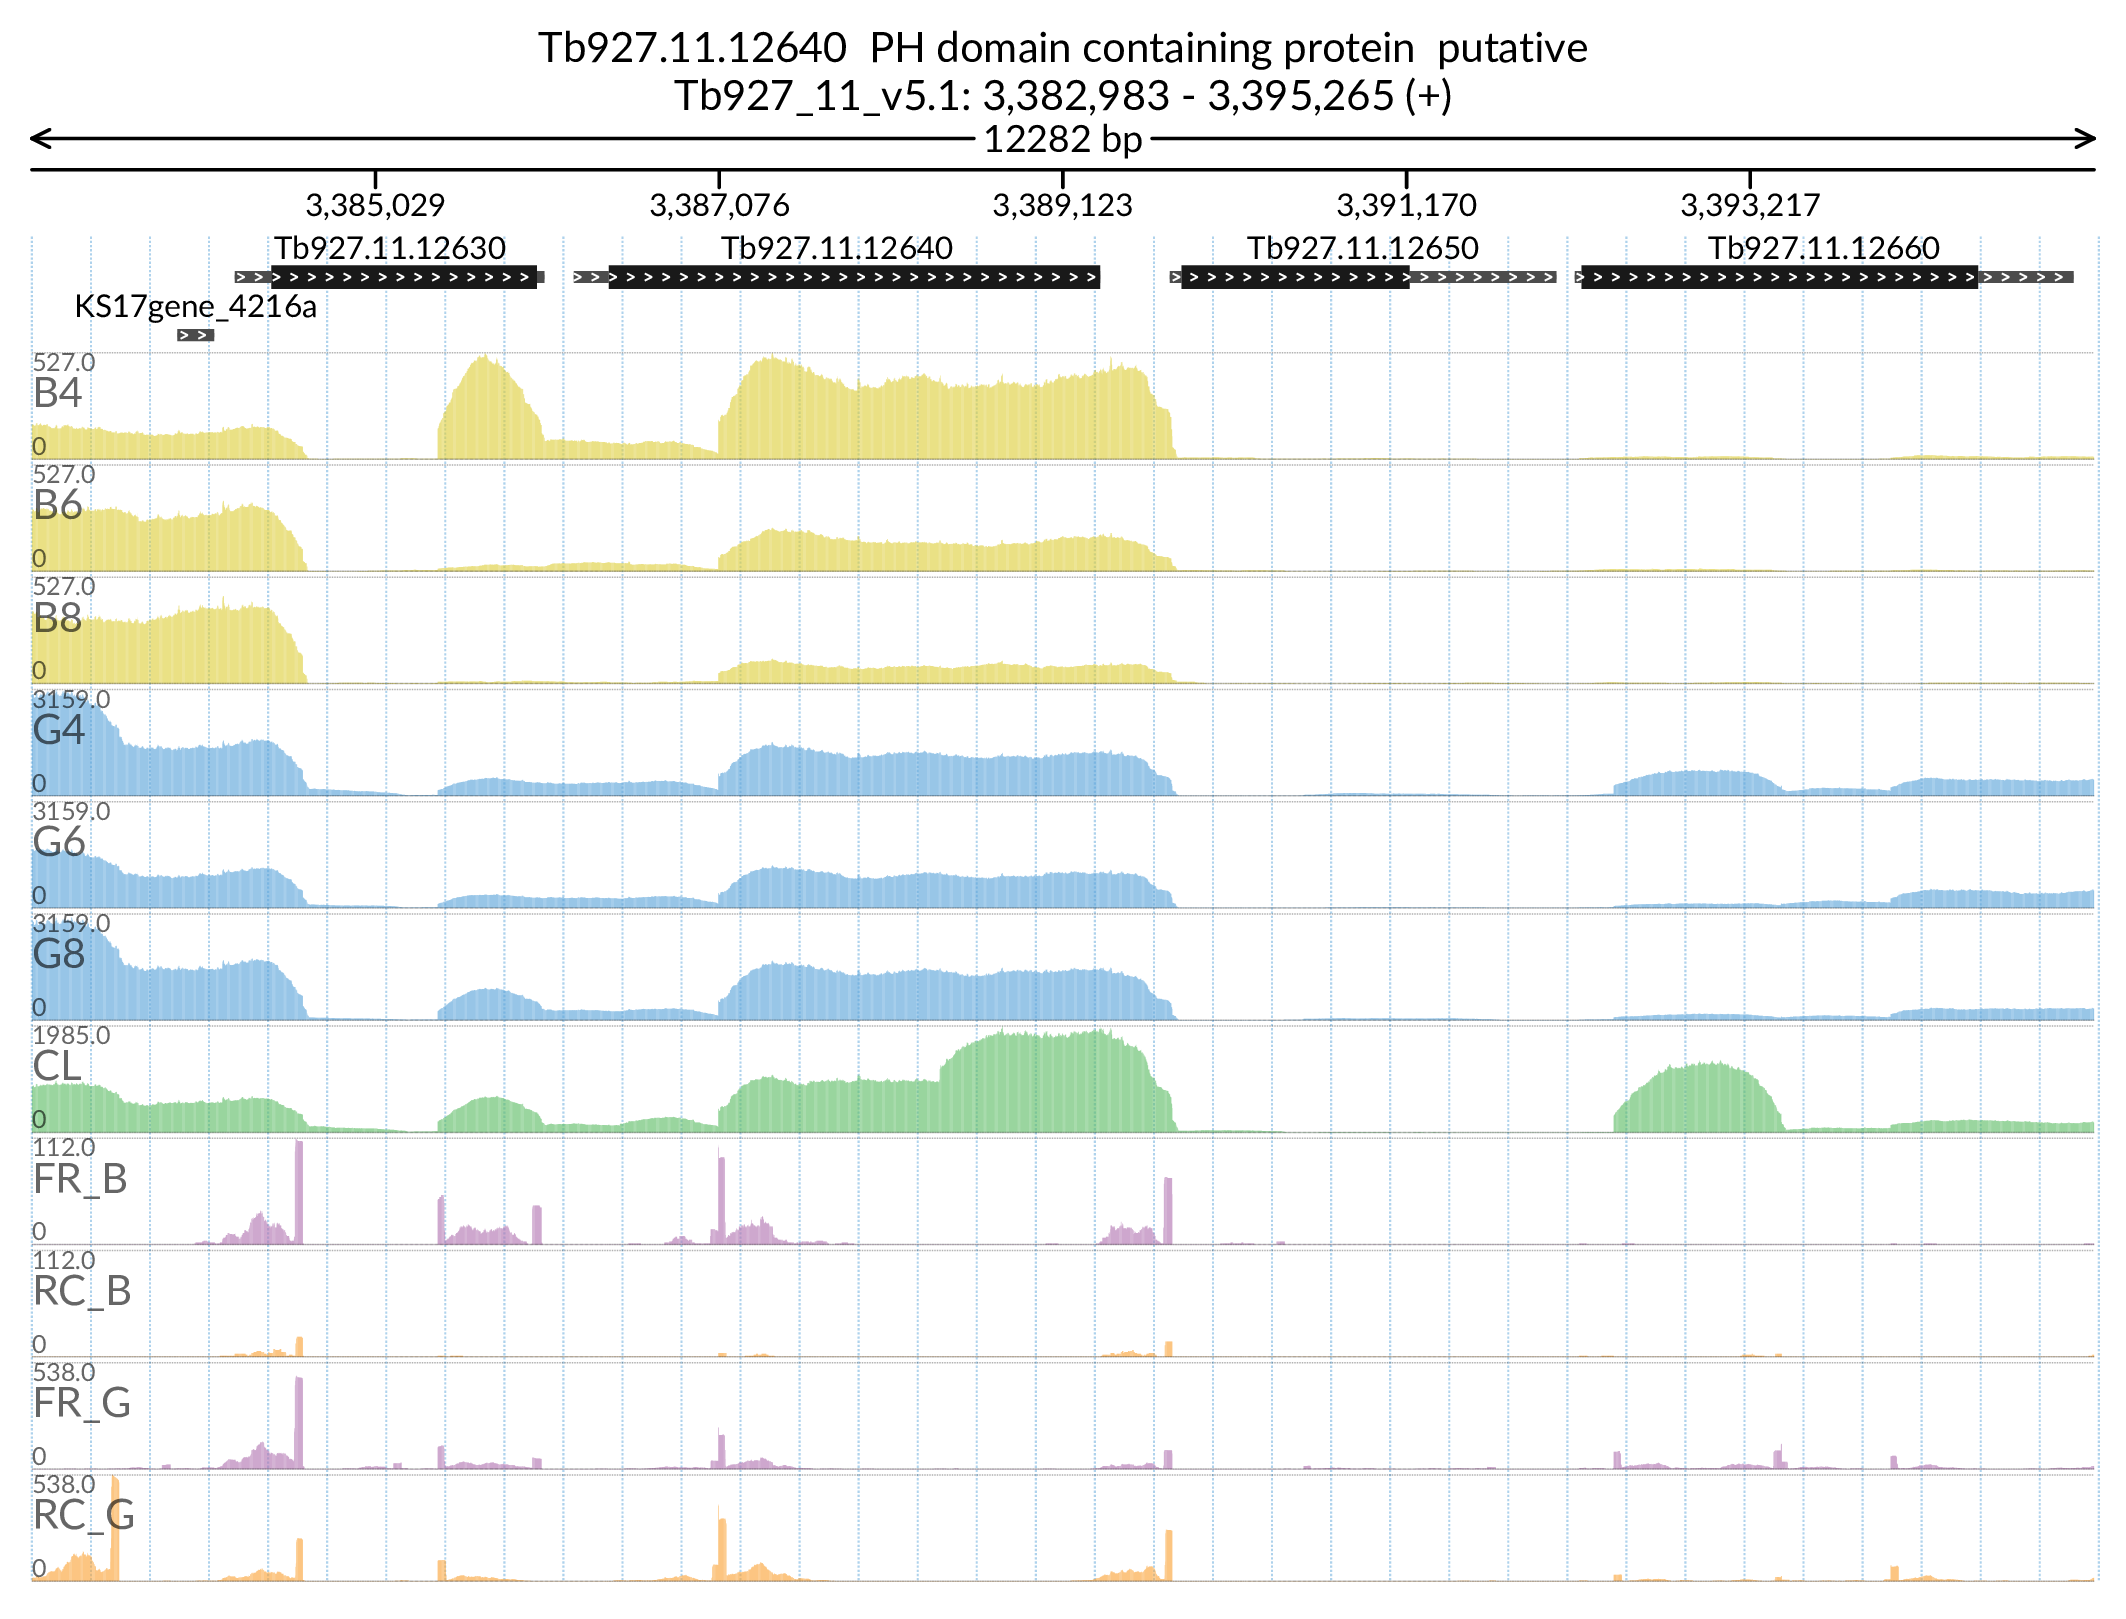 Tb927.11.12640  PH domain containing protein  putative
Tb927_11_v5.1: 3,382,983 - 3,395,265 (+)
12282 bp
3,385,029 3,387,076 3,389,123 3,391,170 3,393,217
Tb927.11.12630 Tb927.11.12640 Tb927.11.12650 Tb927.11.12660
KS17gene_4216a
527.0
B4
0
527.0
B6
0
527.0
B8
0
3159.0
G4
0
3159.0
G6
0
3159.0
G8
0
1985.0
CL
0
112.0
FR_B
0
112.0
RC_B
0
538.0
FR_G
0
538.0
RC_G
0